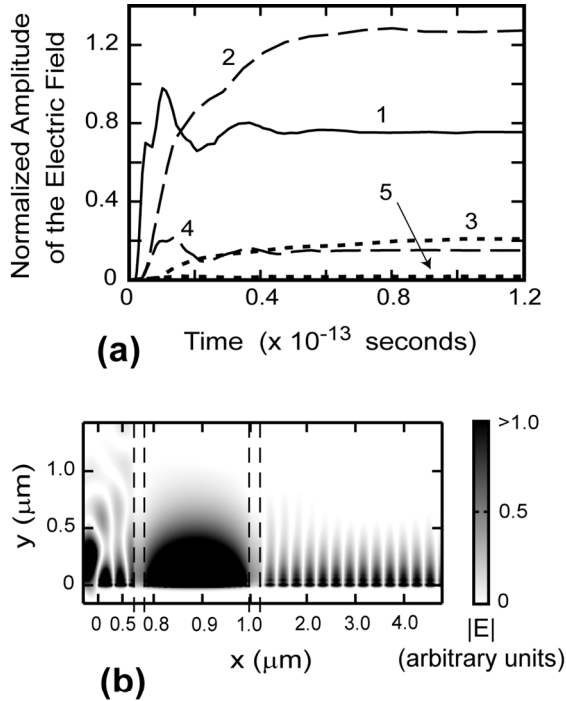 Normalized Amplitude
of the Electric Field
1.2
0.8
0.4
0
2
1
5
4
3
0
0.4
0.8
1.2
Time (x 10⁻¹³ seconds)
(a)
y (μm)
1.0
0.5
0
0 0.5 0.8 0.9 1.0 2.0 3.0 4.0
x (μm)
>1.0
0.5
0
|E|
(arbitrary units)
(b)